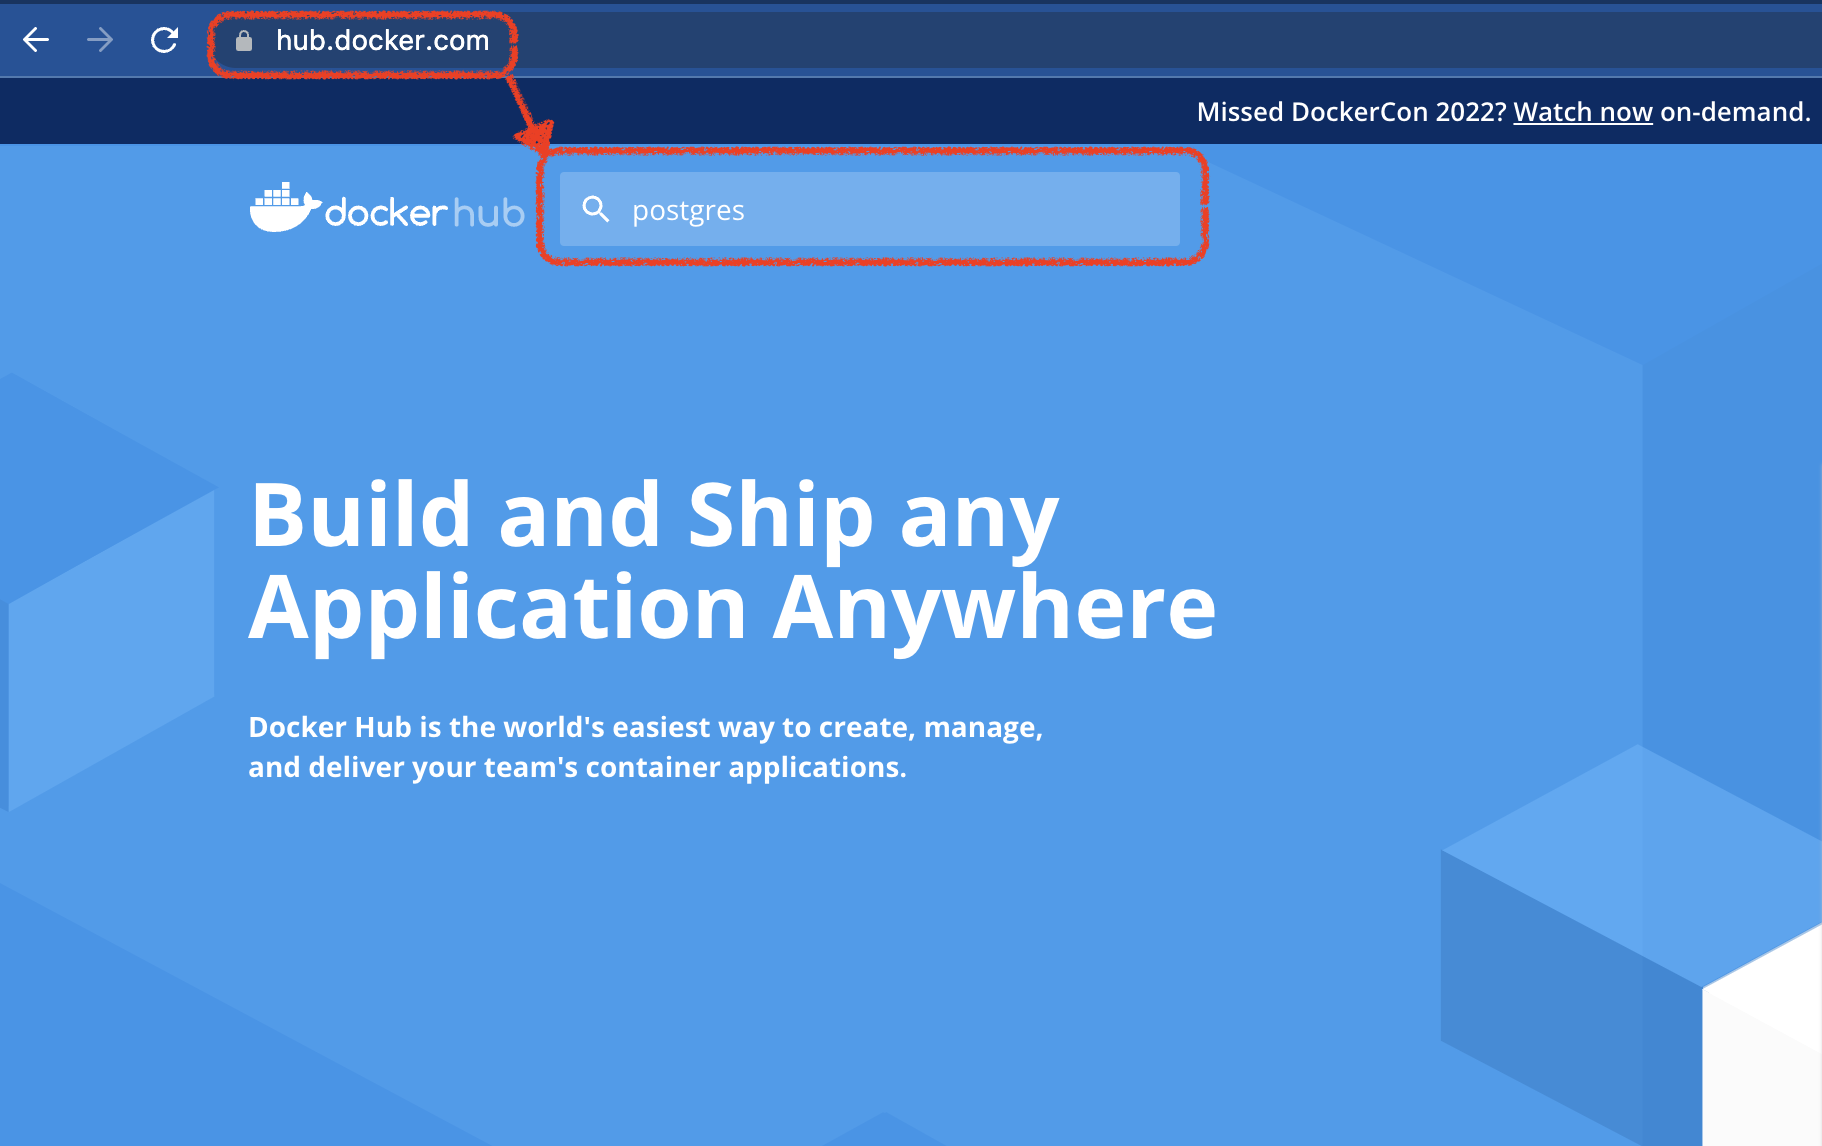 hub.docker.com
Missed DockerCon 2022? Watch now on-demand.
docker hub
postgres
Build and Ship any
Application Anywhere
Docker Hub is the world's easiest way to create, manage,
and deliver your team's container applications.